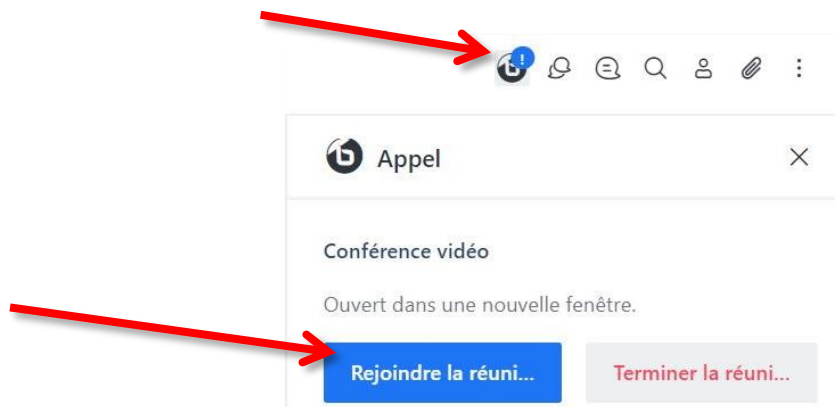 !
Appel
Conférence vidéo
Ouvert dans une nouvelle fenêtre.
Rejoindre la réuni... Terminer la réuni...